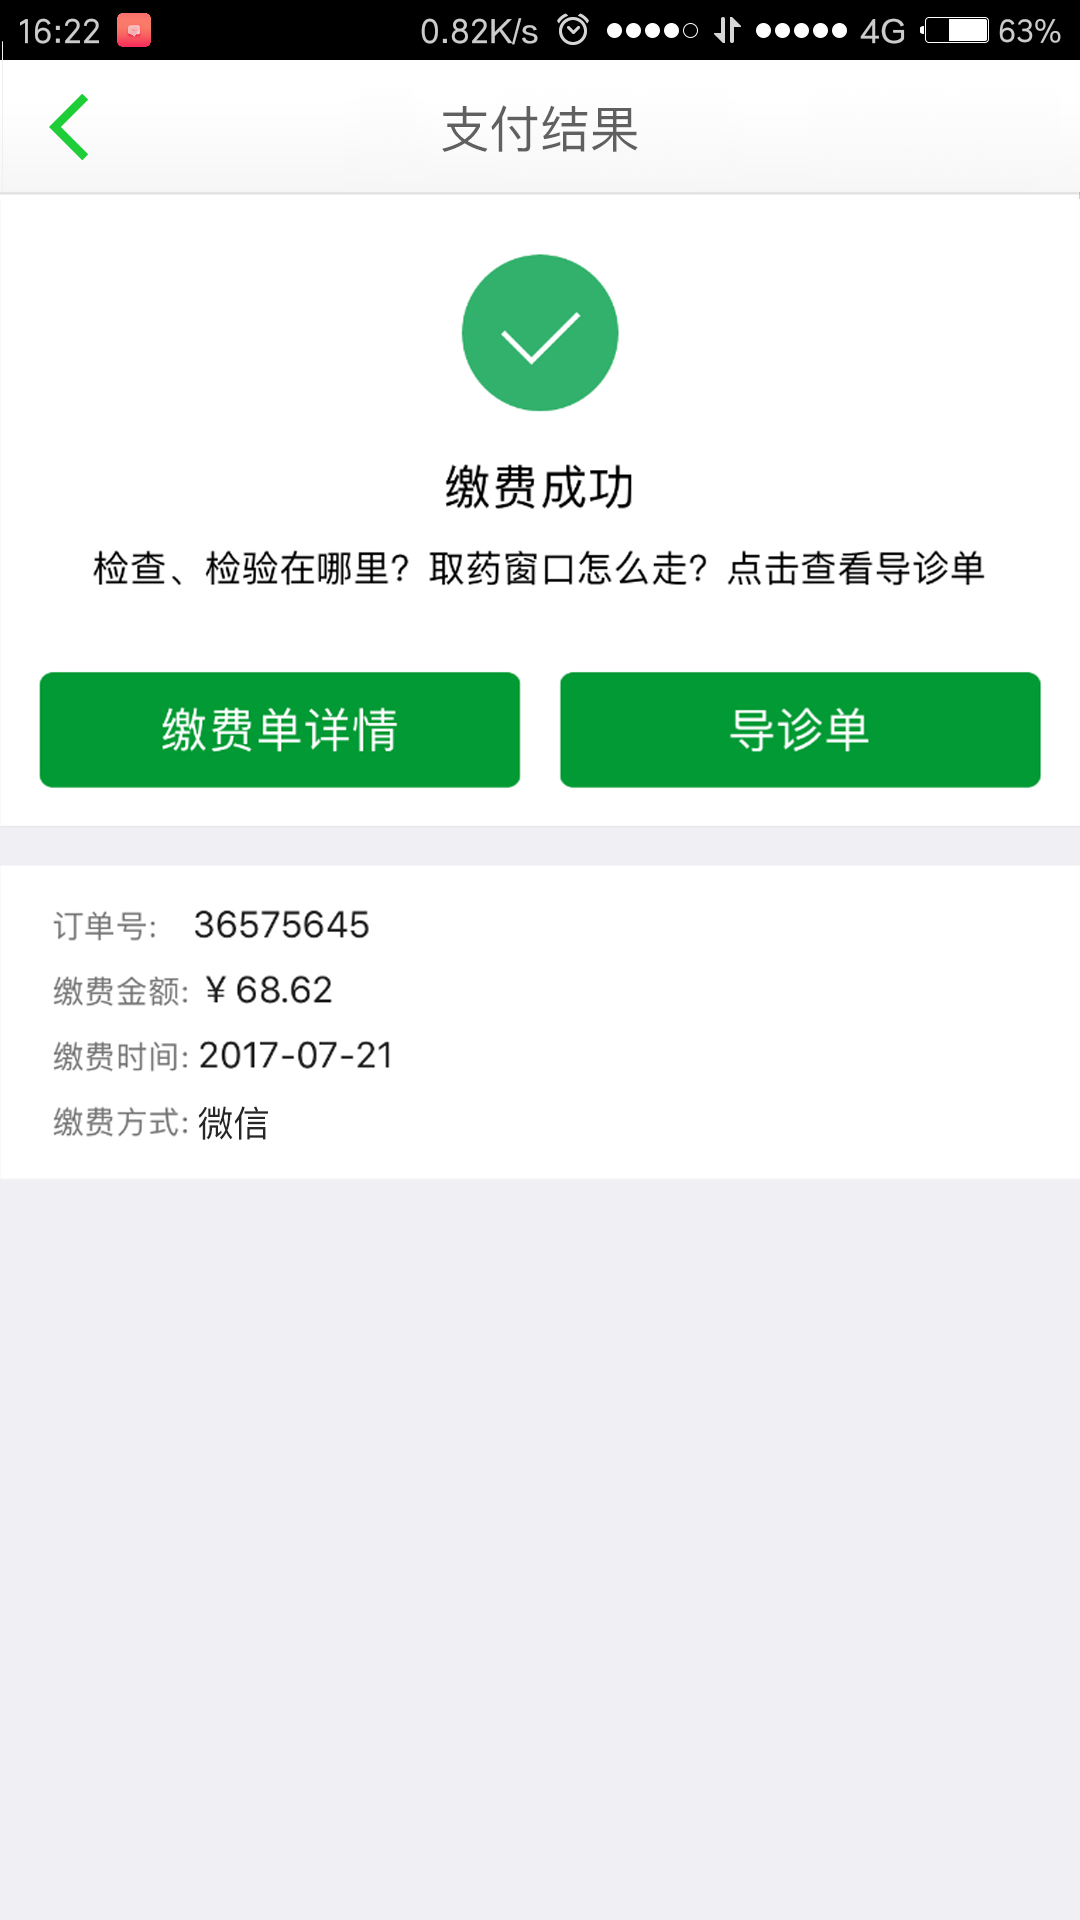 16:22 0.82K/s 4G 63%
支付结果
缴费成功
检查、检验在哪里？取药窗口怎么走？点击查看导诊单
缴费单详情 导诊单
订单号: 36575645
缴费金额: ¥ 68.62
缴费时间: 2017-07-21
缴费方式: 微信